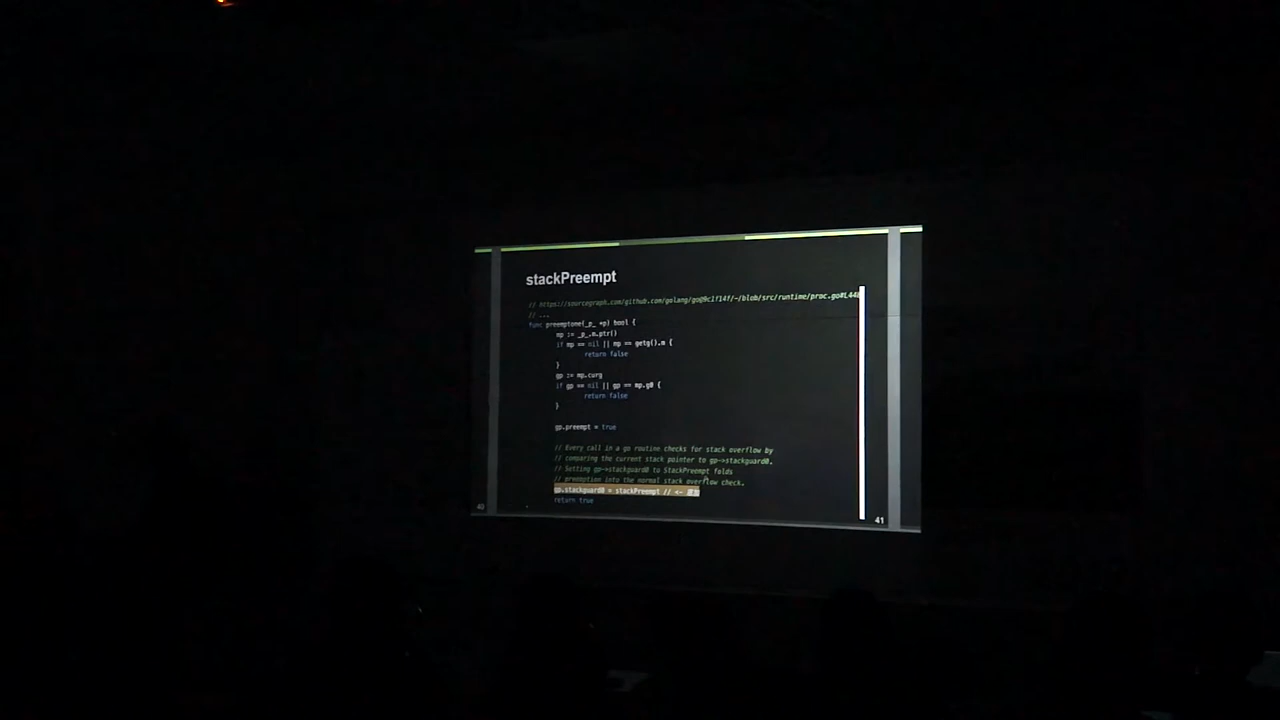 stackPreempt
// https://sourcegraph.com/github.com/golang/go@9c1f14f/-/blob/src/runtime/proc.go#L448
// ...
func preemptone(_p_ *p) bool {
mp := _p_.m.ptr()
if mp == nil || mp == getg().m {
return false
}
gp := mp.curg
if gp == nil || gp == mp.g0 {
return false
}
gp.preempt = true
// Every call in a go routine checks for stack overflow by
// comparing the current stack pointer to gp->stackguard0.
// Setting gp->stackguard0 to StackPreempt folds
// preemption into the normal stack overflow check.
gp.stackguard0 = stackPreempt // <-
return true
40
41